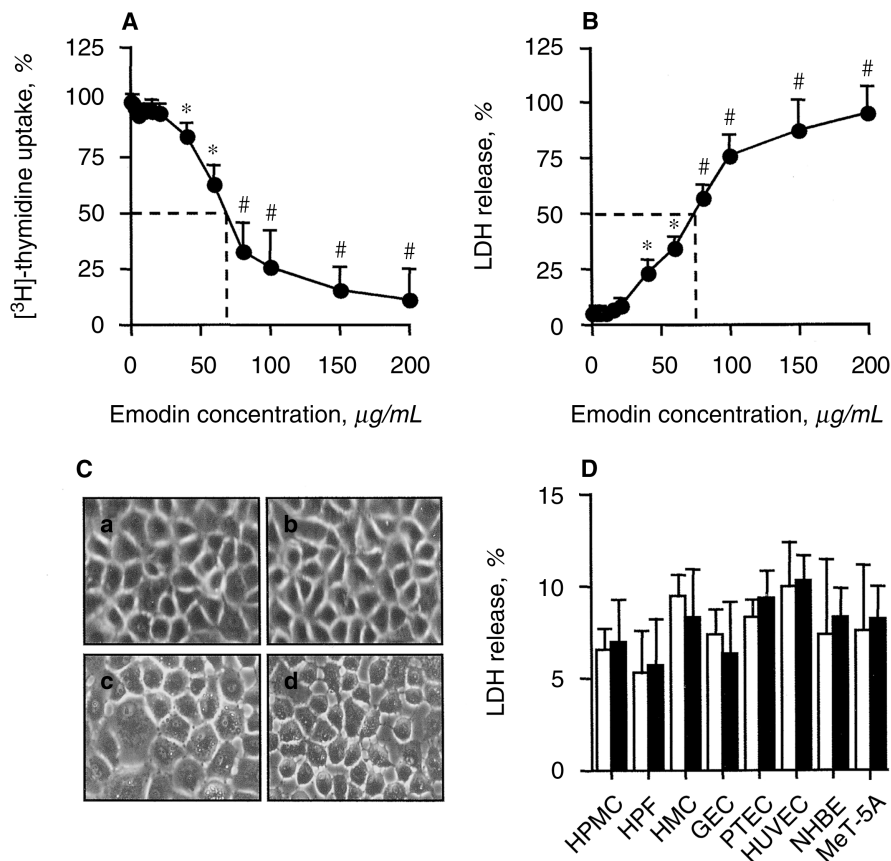 A
125
100
75
50
25
0
[³H]-thymidine uptake, %
* * # # # #
0 50 100 150 200
Emodin concentration, μg/mL
B
125
100
75
50
25
0
LDH release, %
* * # # # #
0 50 100 150 200
Emodin concentration, μg/mL
C
a
b
c
d
D
15
10
5
0
LDH release, %
HPMC
HPF
HMC
GEC
PTEC
HUVEC
NHBE
MeT-5A